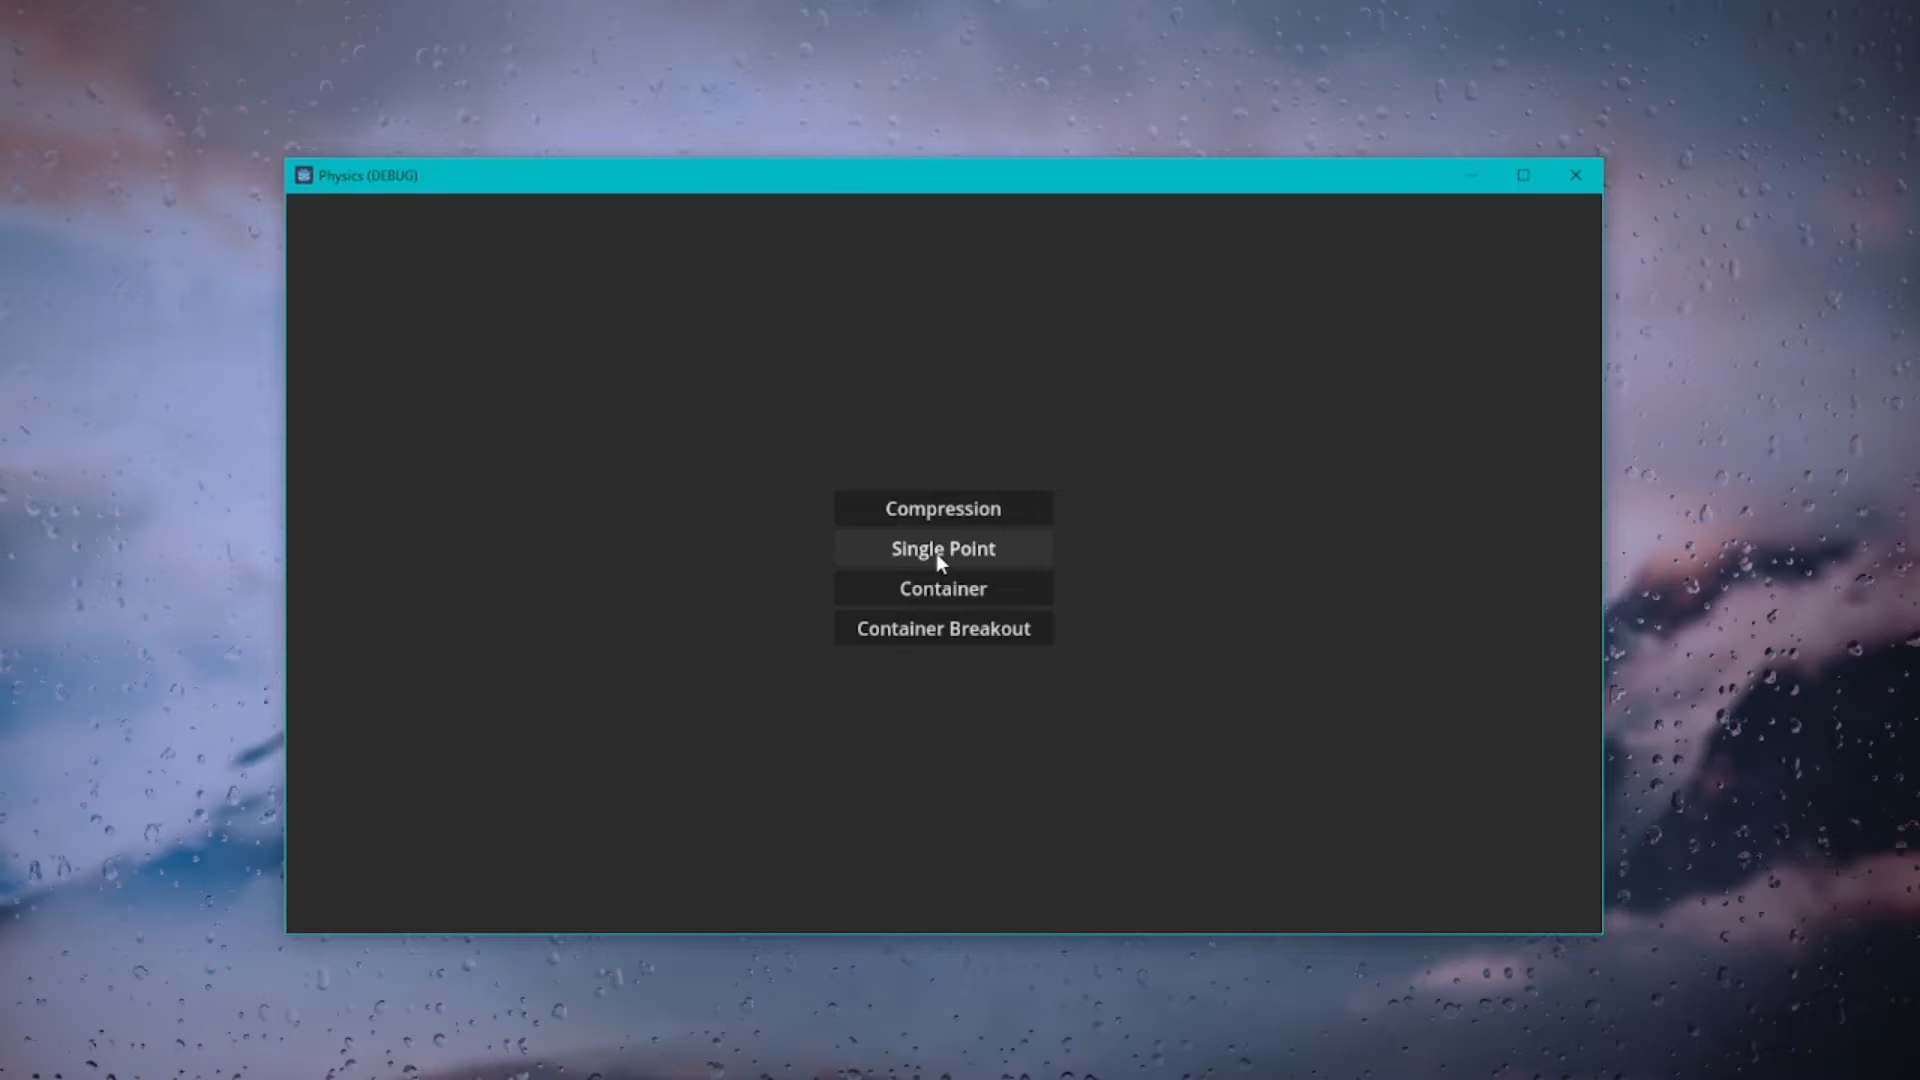 Physics (DEBUG)
Compression
Single Point
Container
Container Breakout